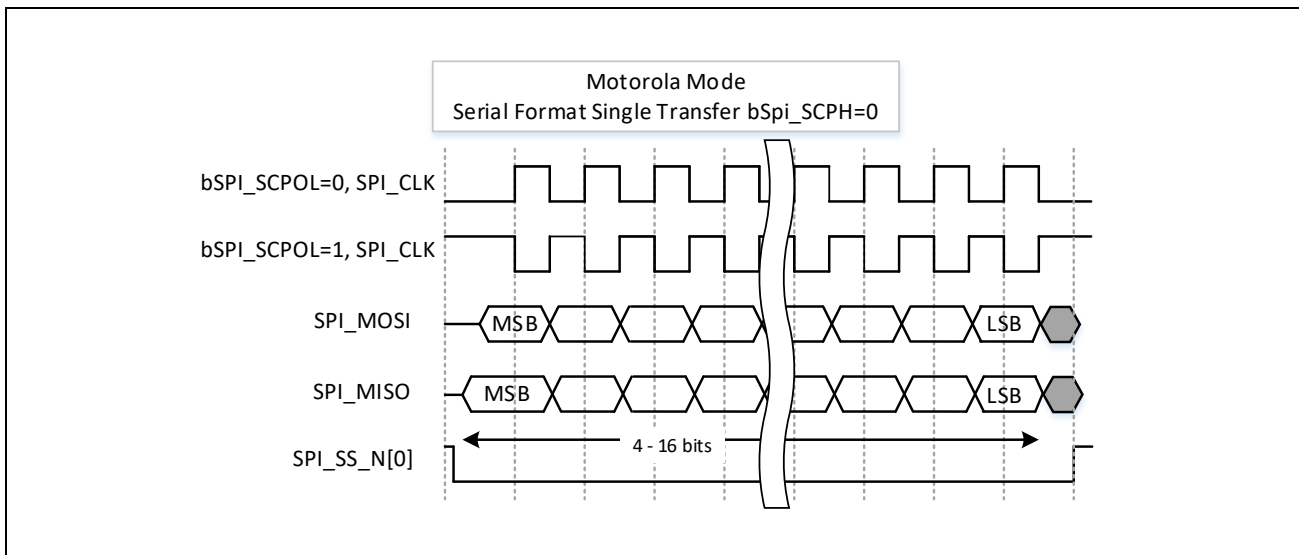 Motorola Mode
Serial Format Single Transfer bSpi_SCPH=0
bSPI_SCPOL=0, SPI_CLK
bSPI_SCPOL=1, SPI_CLK
SPI_MOSI MSB LSB
SPI_MISO MSB LSB
4 - 16 bits
SPI_SS_N[0]